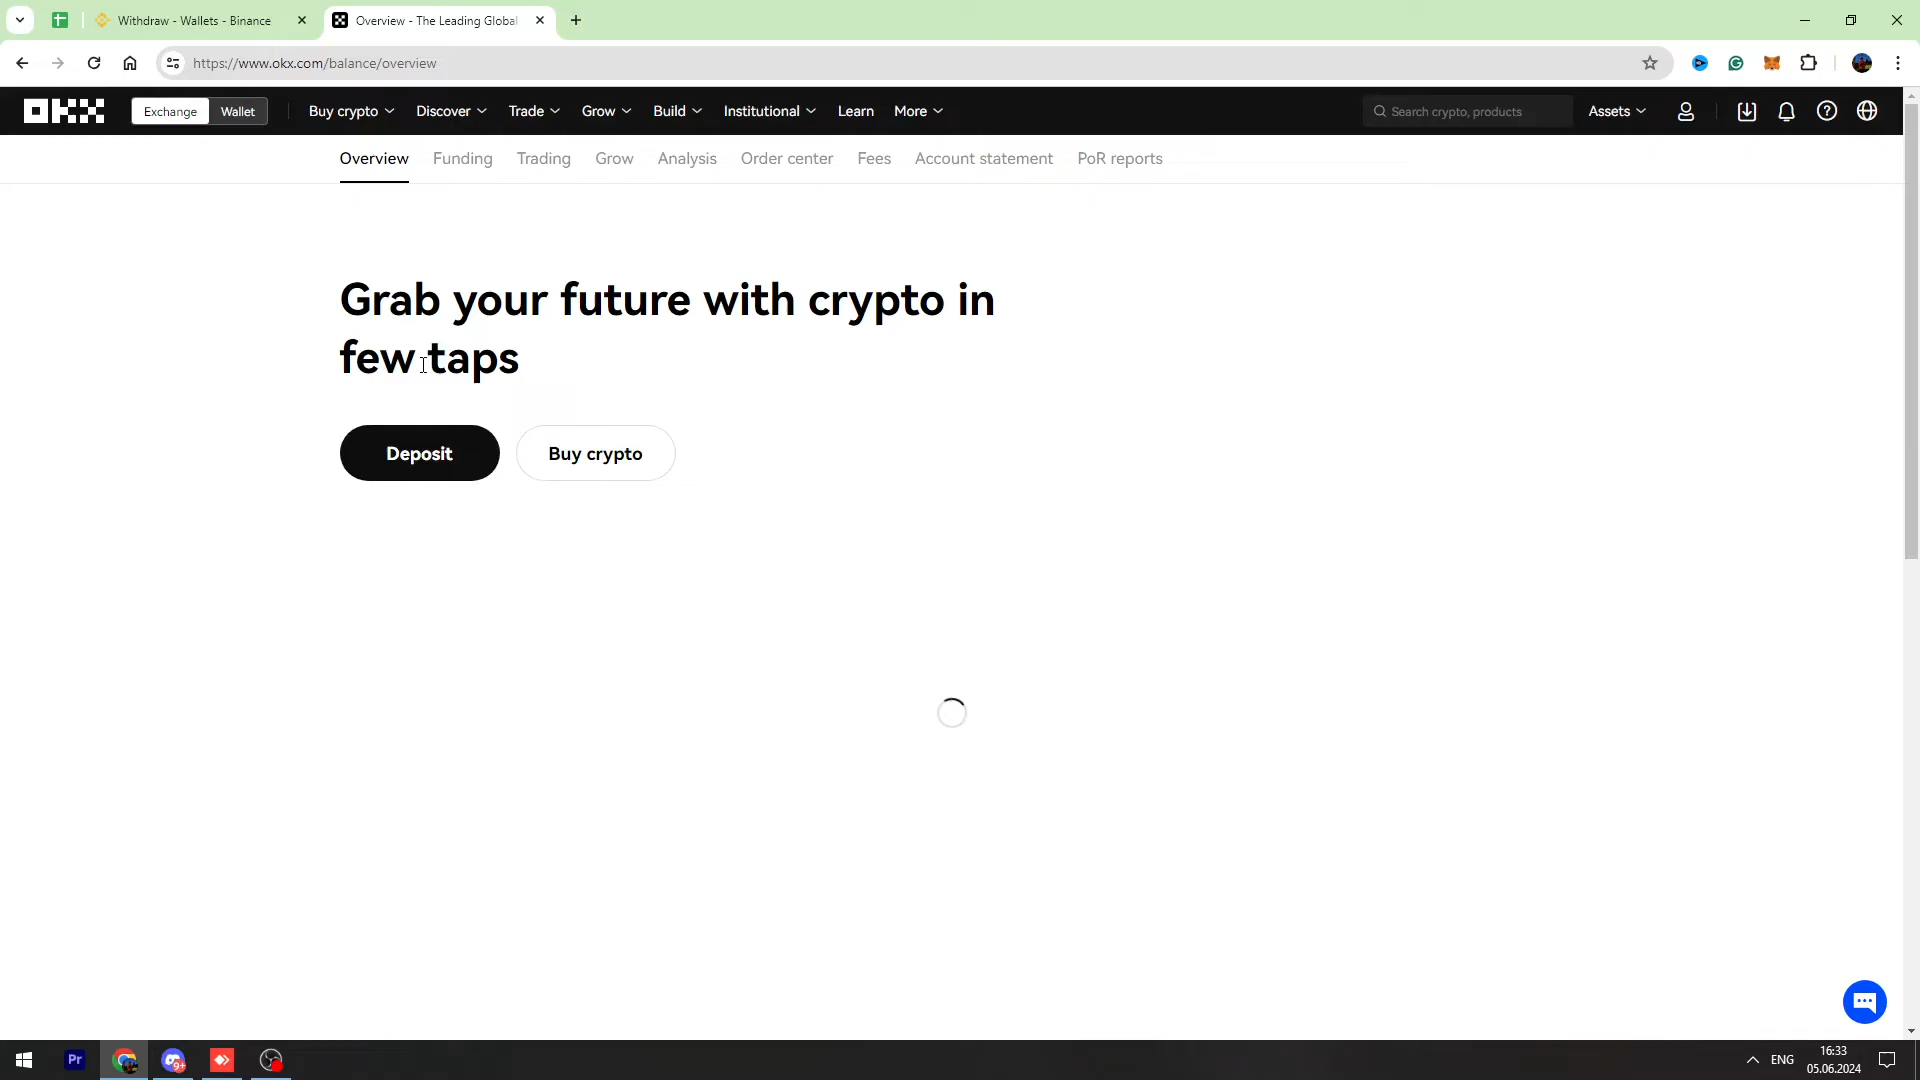 Withdraw - Wallets - Binance
Overview - The Leading Global
https://www.okx.com/balance/overview
OKX
Exchange
Wallet
Buy crypto
Discover
Trade
Grow
Build
Institutional
Learn
More
Search crypto, products
Assets
Overview
Funding
Trading
Grow
Analysis
Order center
Fees
Account statement
PoR reports
Grab your future with crypto in
few taps
Deposit
Buy crypto
Pr
9+
ENG
16:33
05.06.2024